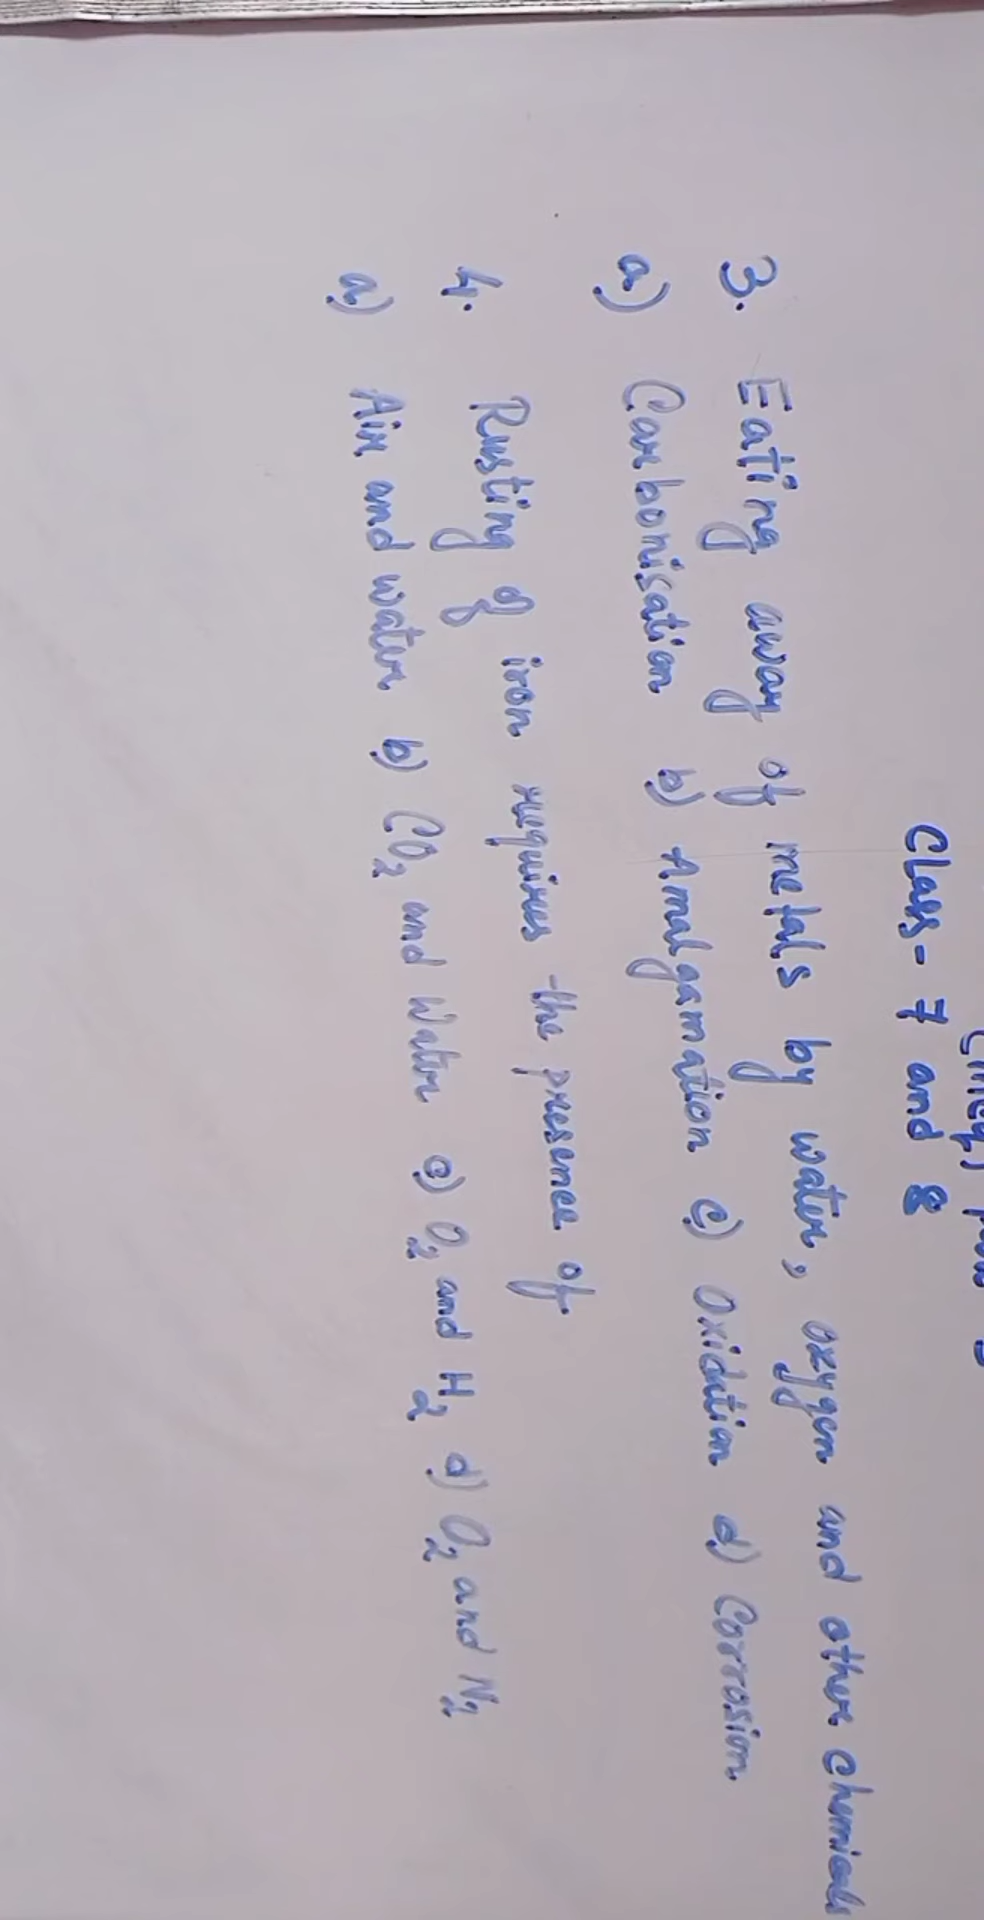 Class - 7 and 8
3. Eating away of metals by water, oxygen and other chemicals
a) Carbonisation b) Amalgamation c) Oxidation d) Corrosion
4. Rusting of iron requires the presence of
a) Air and water b) CO₂ and Water c) O₂ and H₂ d) O₂ and N₂